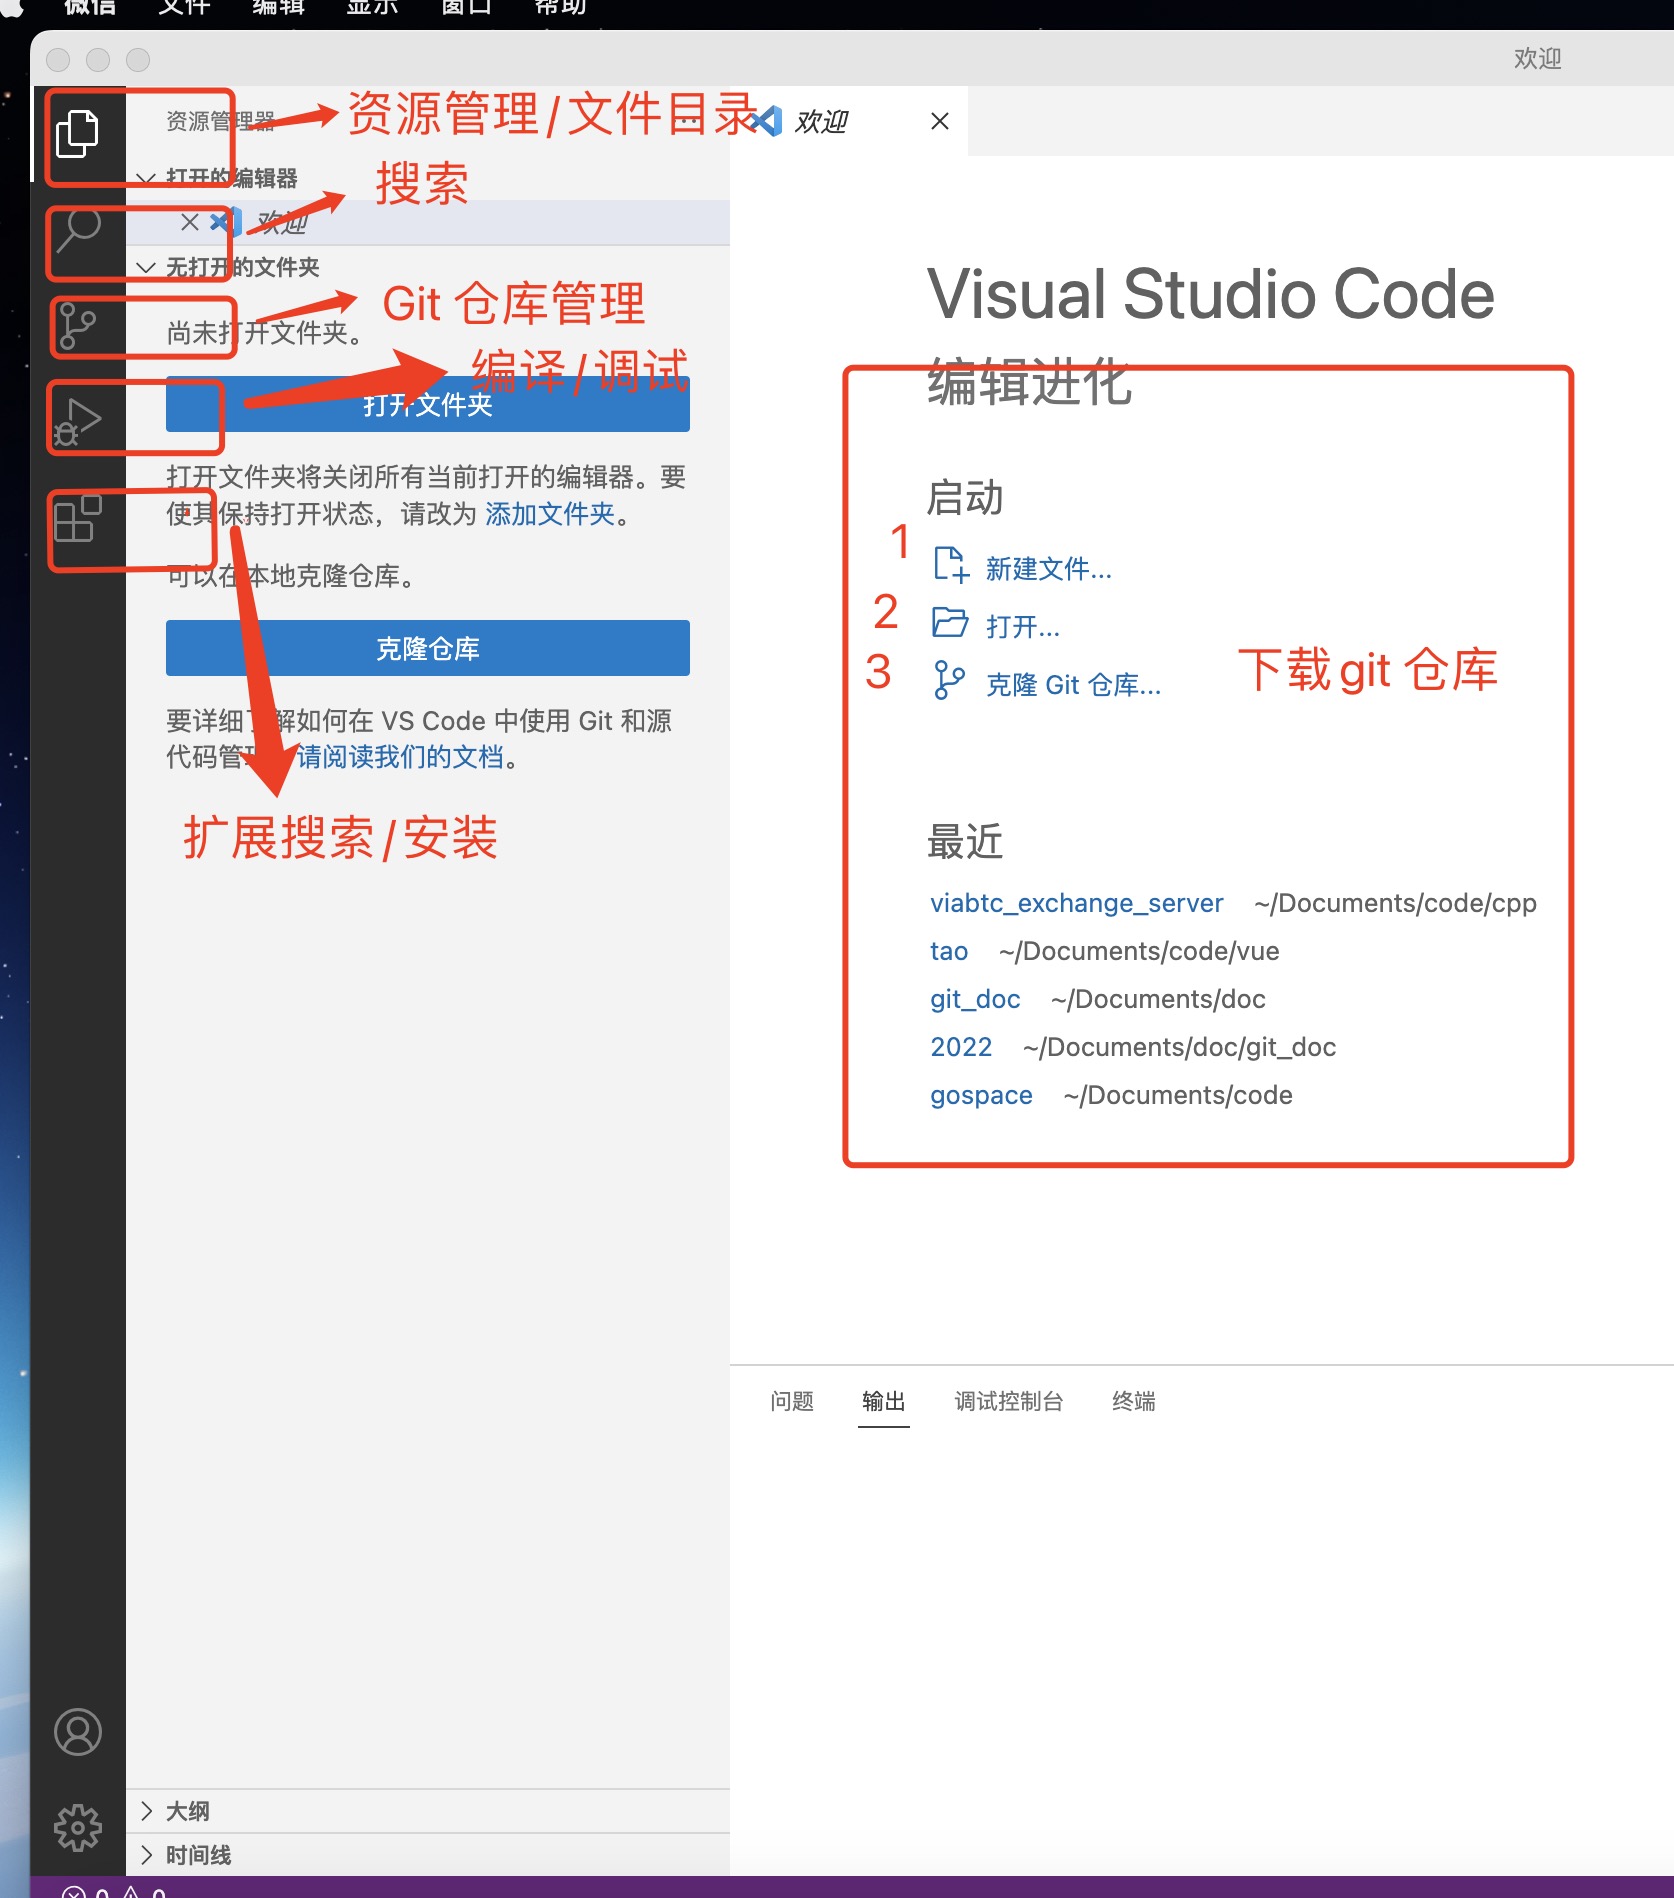 微信 文件 编辑 显示 窗口 帮助
欢迎
资源管理器
资源管理/文件目录
欢迎
打开的编辑器
搜索
欢迎
无打开的文件夹
Git 仓库管理
尚未打开文件夹。
编译/调试
打开文件夹
打开文件夹将关闭所有当前打开的编辑器。要
使其保持打开状态，请改为 添加文件夹。
可以在本地克隆仓库。
克隆仓库
要详细了解如何在 VS Code 中使用 Git 和源
代码管理 请阅读我们的文档。
扩展搜索/安装
大纲
时间线
Visual Studio Code
编辑进化
启动
1
新建文件...
2
打开...
3
克隆 Git 仓库...
下载git 仓库
最近
viabtc_exchange_server ~/Documents/code/cpp
tao ~/Documents/code/vue
git_doc ~/Documents/doc
2022 ~/Documents/doc/git_doc
gospace ~/Documents/code
问题 输出 调试控制台 终端
0 0